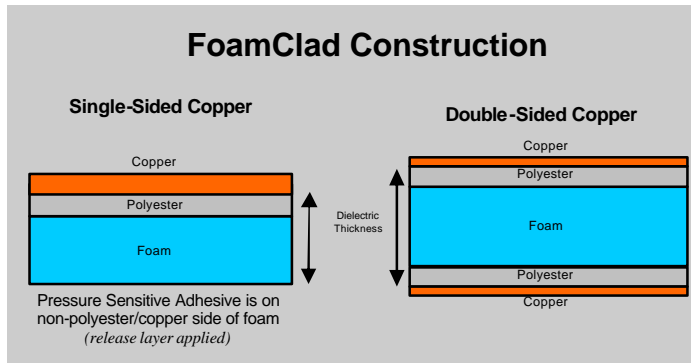 FoamClad Construction
Single-Sided Copper
Copper
Polyester
Foam
Pressure Sensitive Adhesive is on
non-polyester/copper side of foam
(release layer applied)
Dielectric
Thickness
Double-Sided Copper
Copper
Polyester
Foam
Polyester
Copper